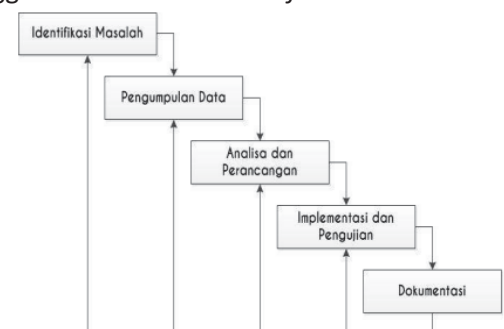 Identifikasi Masalah
Pengumpulan Data
Analisa dan
Perancangan
Implementasi dan
Pengujian
Dokumentasi